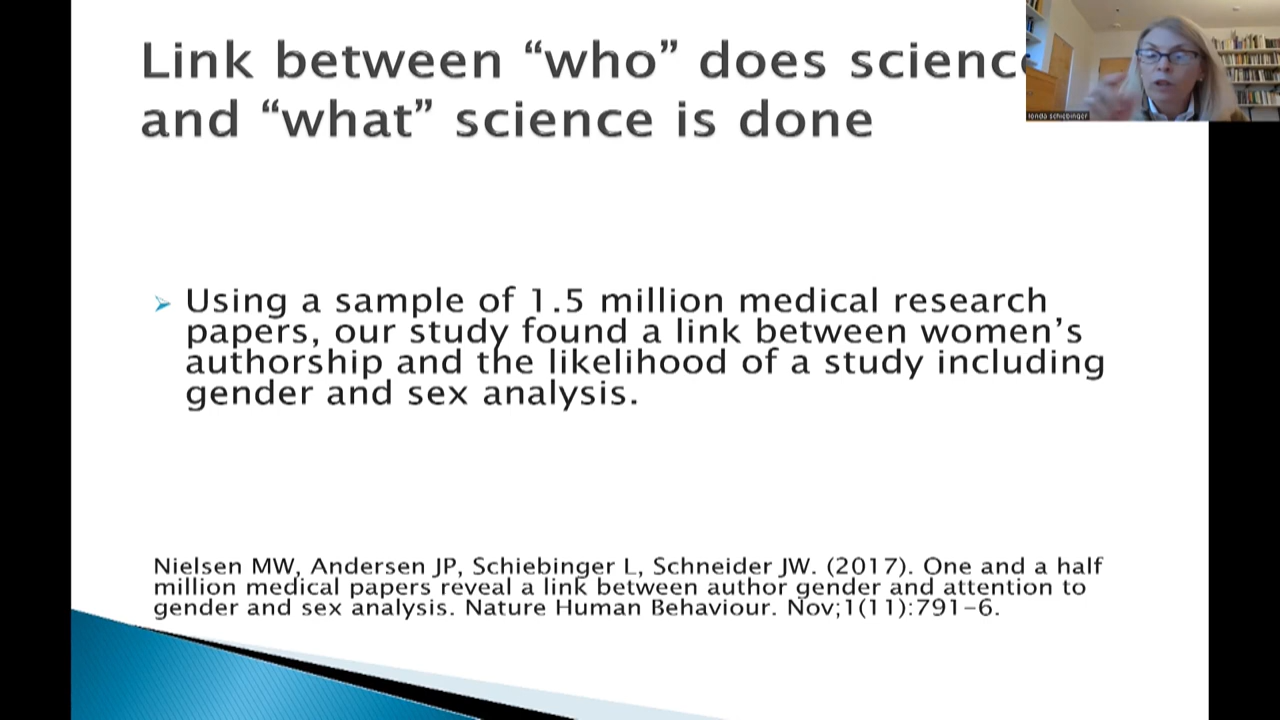 Link between “who” does scienc
and “what” science is done
londa schiebinger
➢ Using a sample of 1.5 million medical research
papers, our study found a link between women’s
authorship and the likelihood of a study including
gender and sex analysis.
Nielsen MW, Andersen JP, Schiebinger L, Schneider JW. (2017). One and a half
million medical papers reveal a link between author gender and attention to
gender and sex analysis. Nature Human Behaviour. Nov;1(11):791-6.